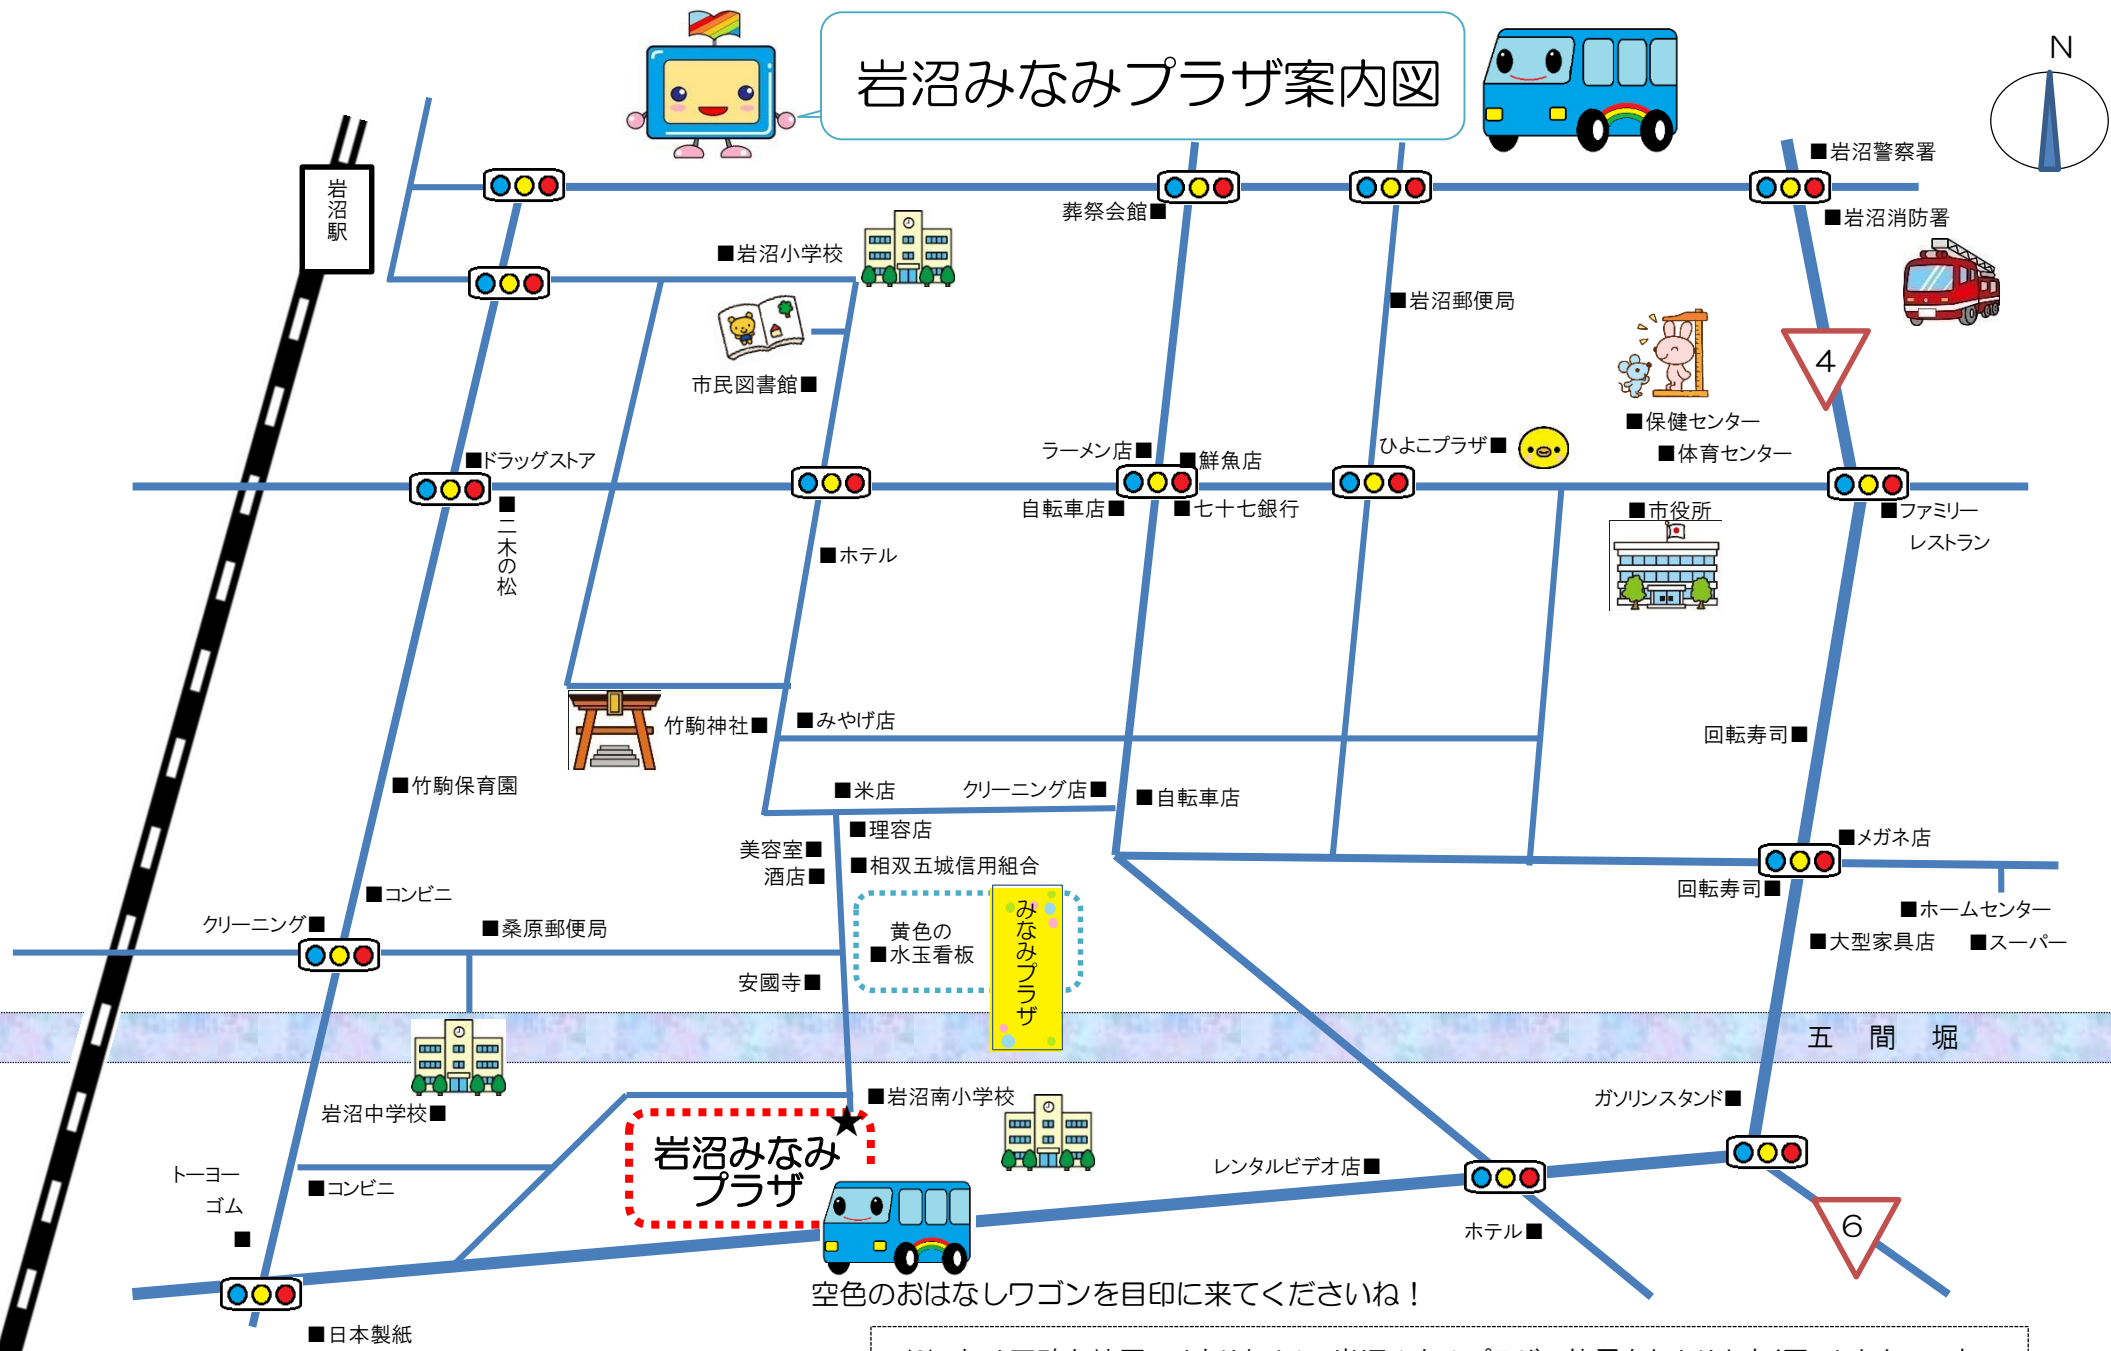 岩沼みなみプラザ案内図
N
岩沼駅
■岩沼警察署
葬祭会館■
■岩沼消防署
■岩沼小学校
■岩沼郵便局
4
市民図書館■
■保健センター
■体育センター
■ドラッグストア
ラーメン店■
■鮮魚店
ひよこプラザ■
■二木の松
自転車店■
■七十七銀行
■市役所
■ファミリー
レストラン
■ホテル
竹駒神社■
■みやげ店
回転寿司■
■竹駒保育園
■米店
クリーニング店■
■自転車店
■理容店
美容室■
酒店■
■相双五城信用組合
■メガネ店
回転寿司■
■コンビニ
クリーニング■
■桑原郵便局
黄色の
■水玉看板
みなみプラザ
■ホームセンター
■大型家具店
■スーパー
安國寺■
五間堀
岩沼中学校■
■岩沼南小学校
ガソリンスタンド■
★
岩沼みなみ
プラザ
トーヨー
ゴム
■
■コンビニ
レンタルビデオ店■
ホテル■
6
空色のおはなしワゴンを目印に来てくださいね！
■日本製紙